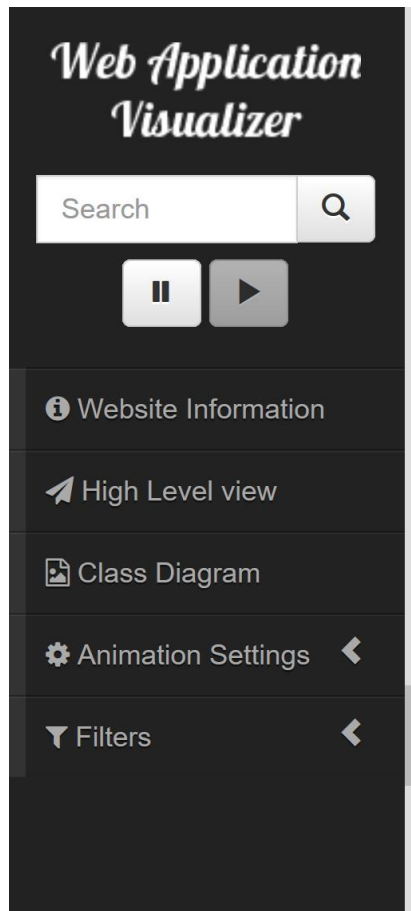 Web Application
Visualizer
Search
Website Information
High Level view
Class Diagram
Animation Settings
Filters